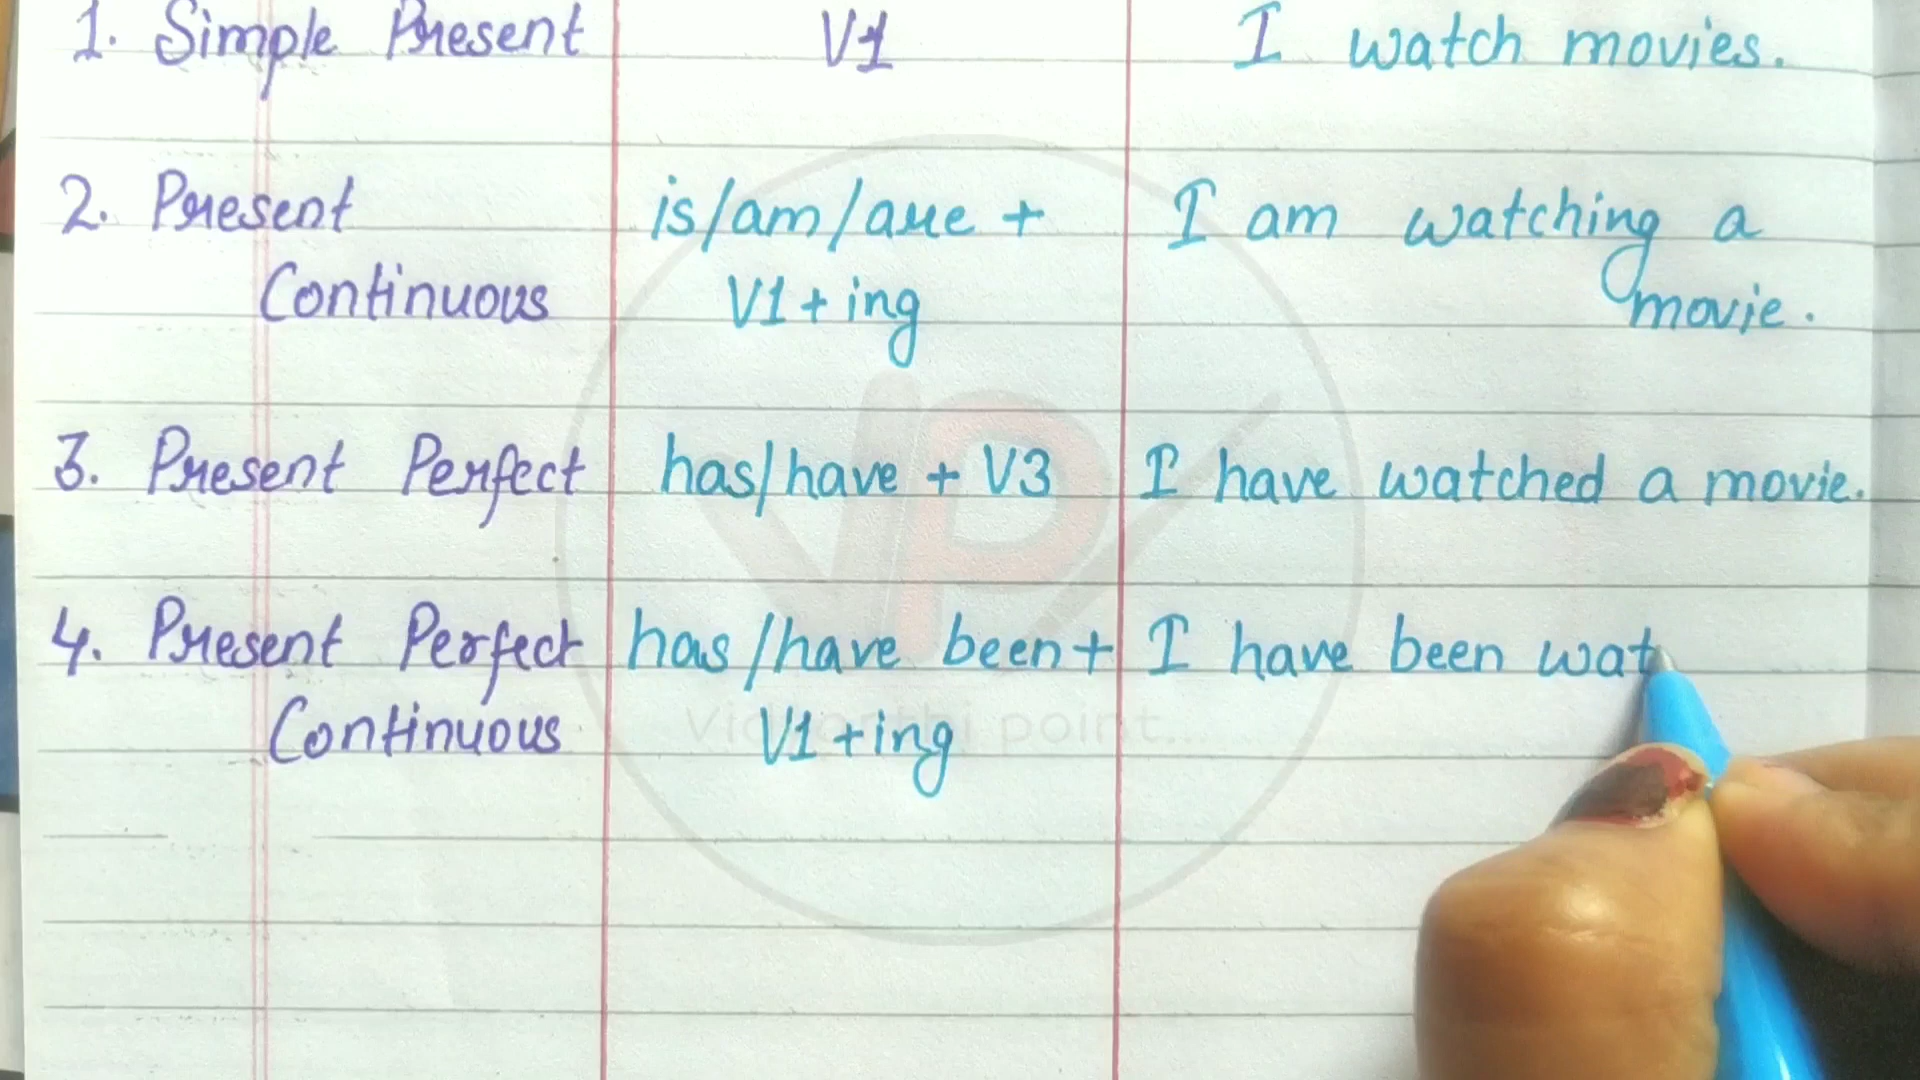 1. Simple Present V1 I watch movies.
2. Present is/am/are + I am watching a
Continuous V1 + ing movie.
3. Present Perfect has/have + V3 I have watched a movie.
4. Present Perfect has/have been + I have been wat
Continuous V1 + ing
Vidyarthi point...